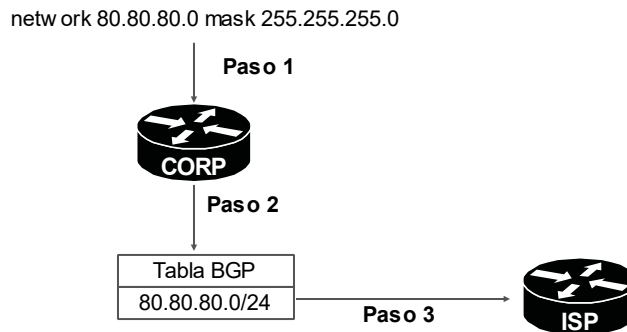 network 80.80.80.0 mask 255.255.255.0
Paso 1
CORP
Paso 2
Tabla BGP
80.80.80.0/24
Paso 3
ISP